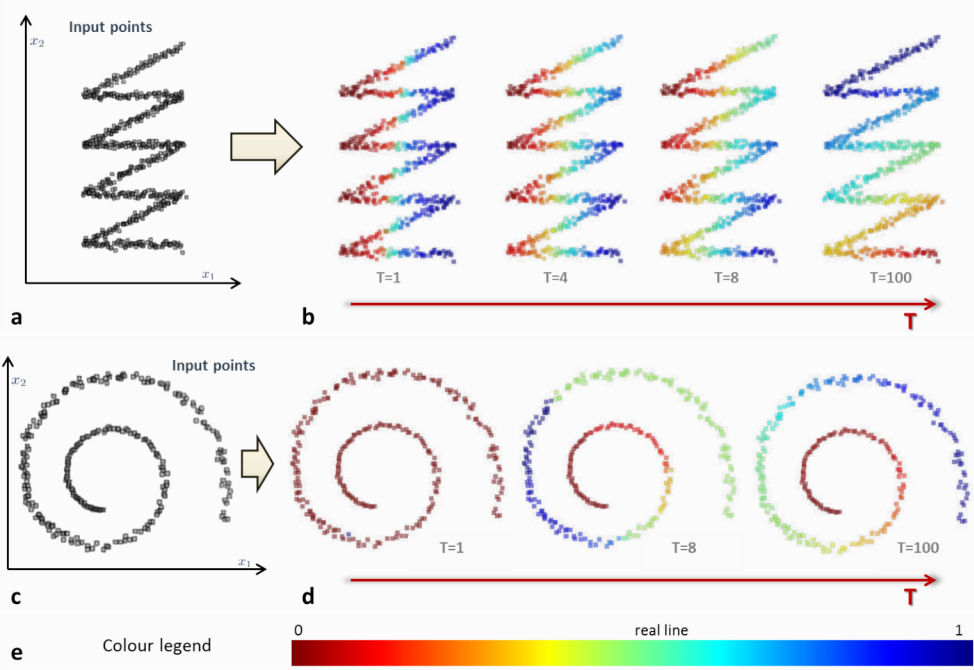 Input points
x₂
x₁
a
T=1
T=4
T=8
T=100
b
T
Input points
x₂
x₁
c
T=1
T=8
T=100
d
T
e
Colour legend
0
real line
1